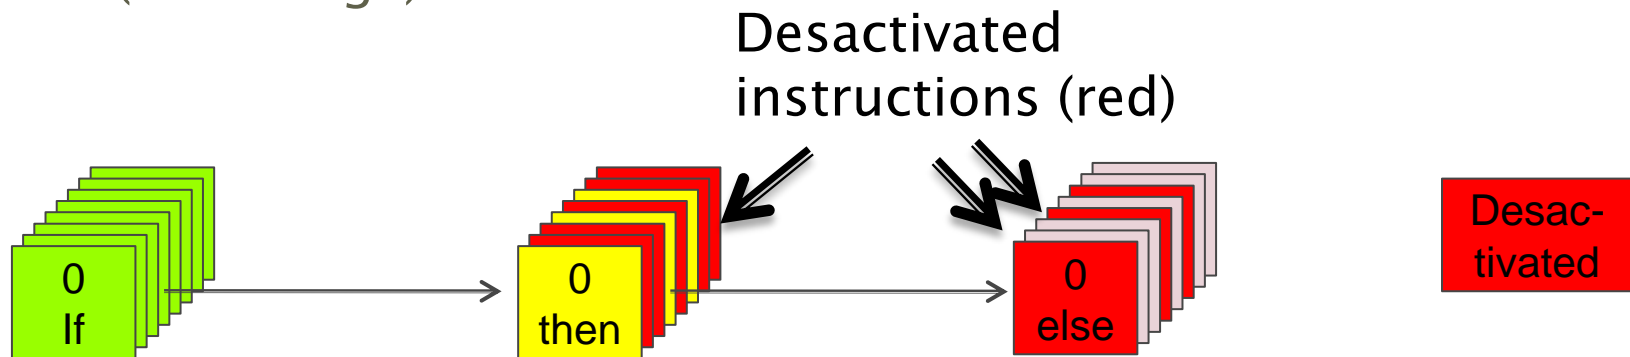 Desactivated
instructions (red)
0
If
0
then
0
else
Desac-
tivated